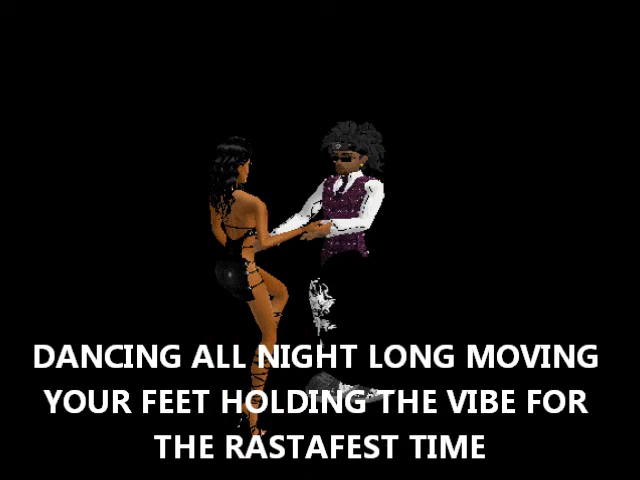 DANCING ALL NIGHT LONG MOVING
YOUR FEET HOLDING THE VIBE FOR
THE RASTAFEST TIME